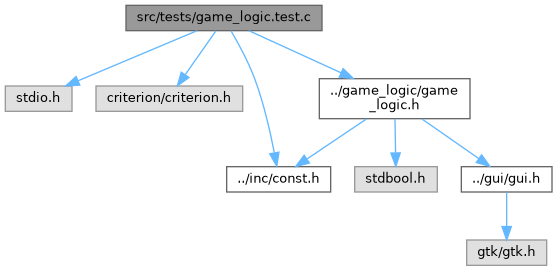 src/tests/game_logic.test.c
stdio.h
criterion/criterion.h
../game_logic/game
_logic.h
../inc/const.h
stdbool.h
../gui/gui.h
gtk/gtk.h